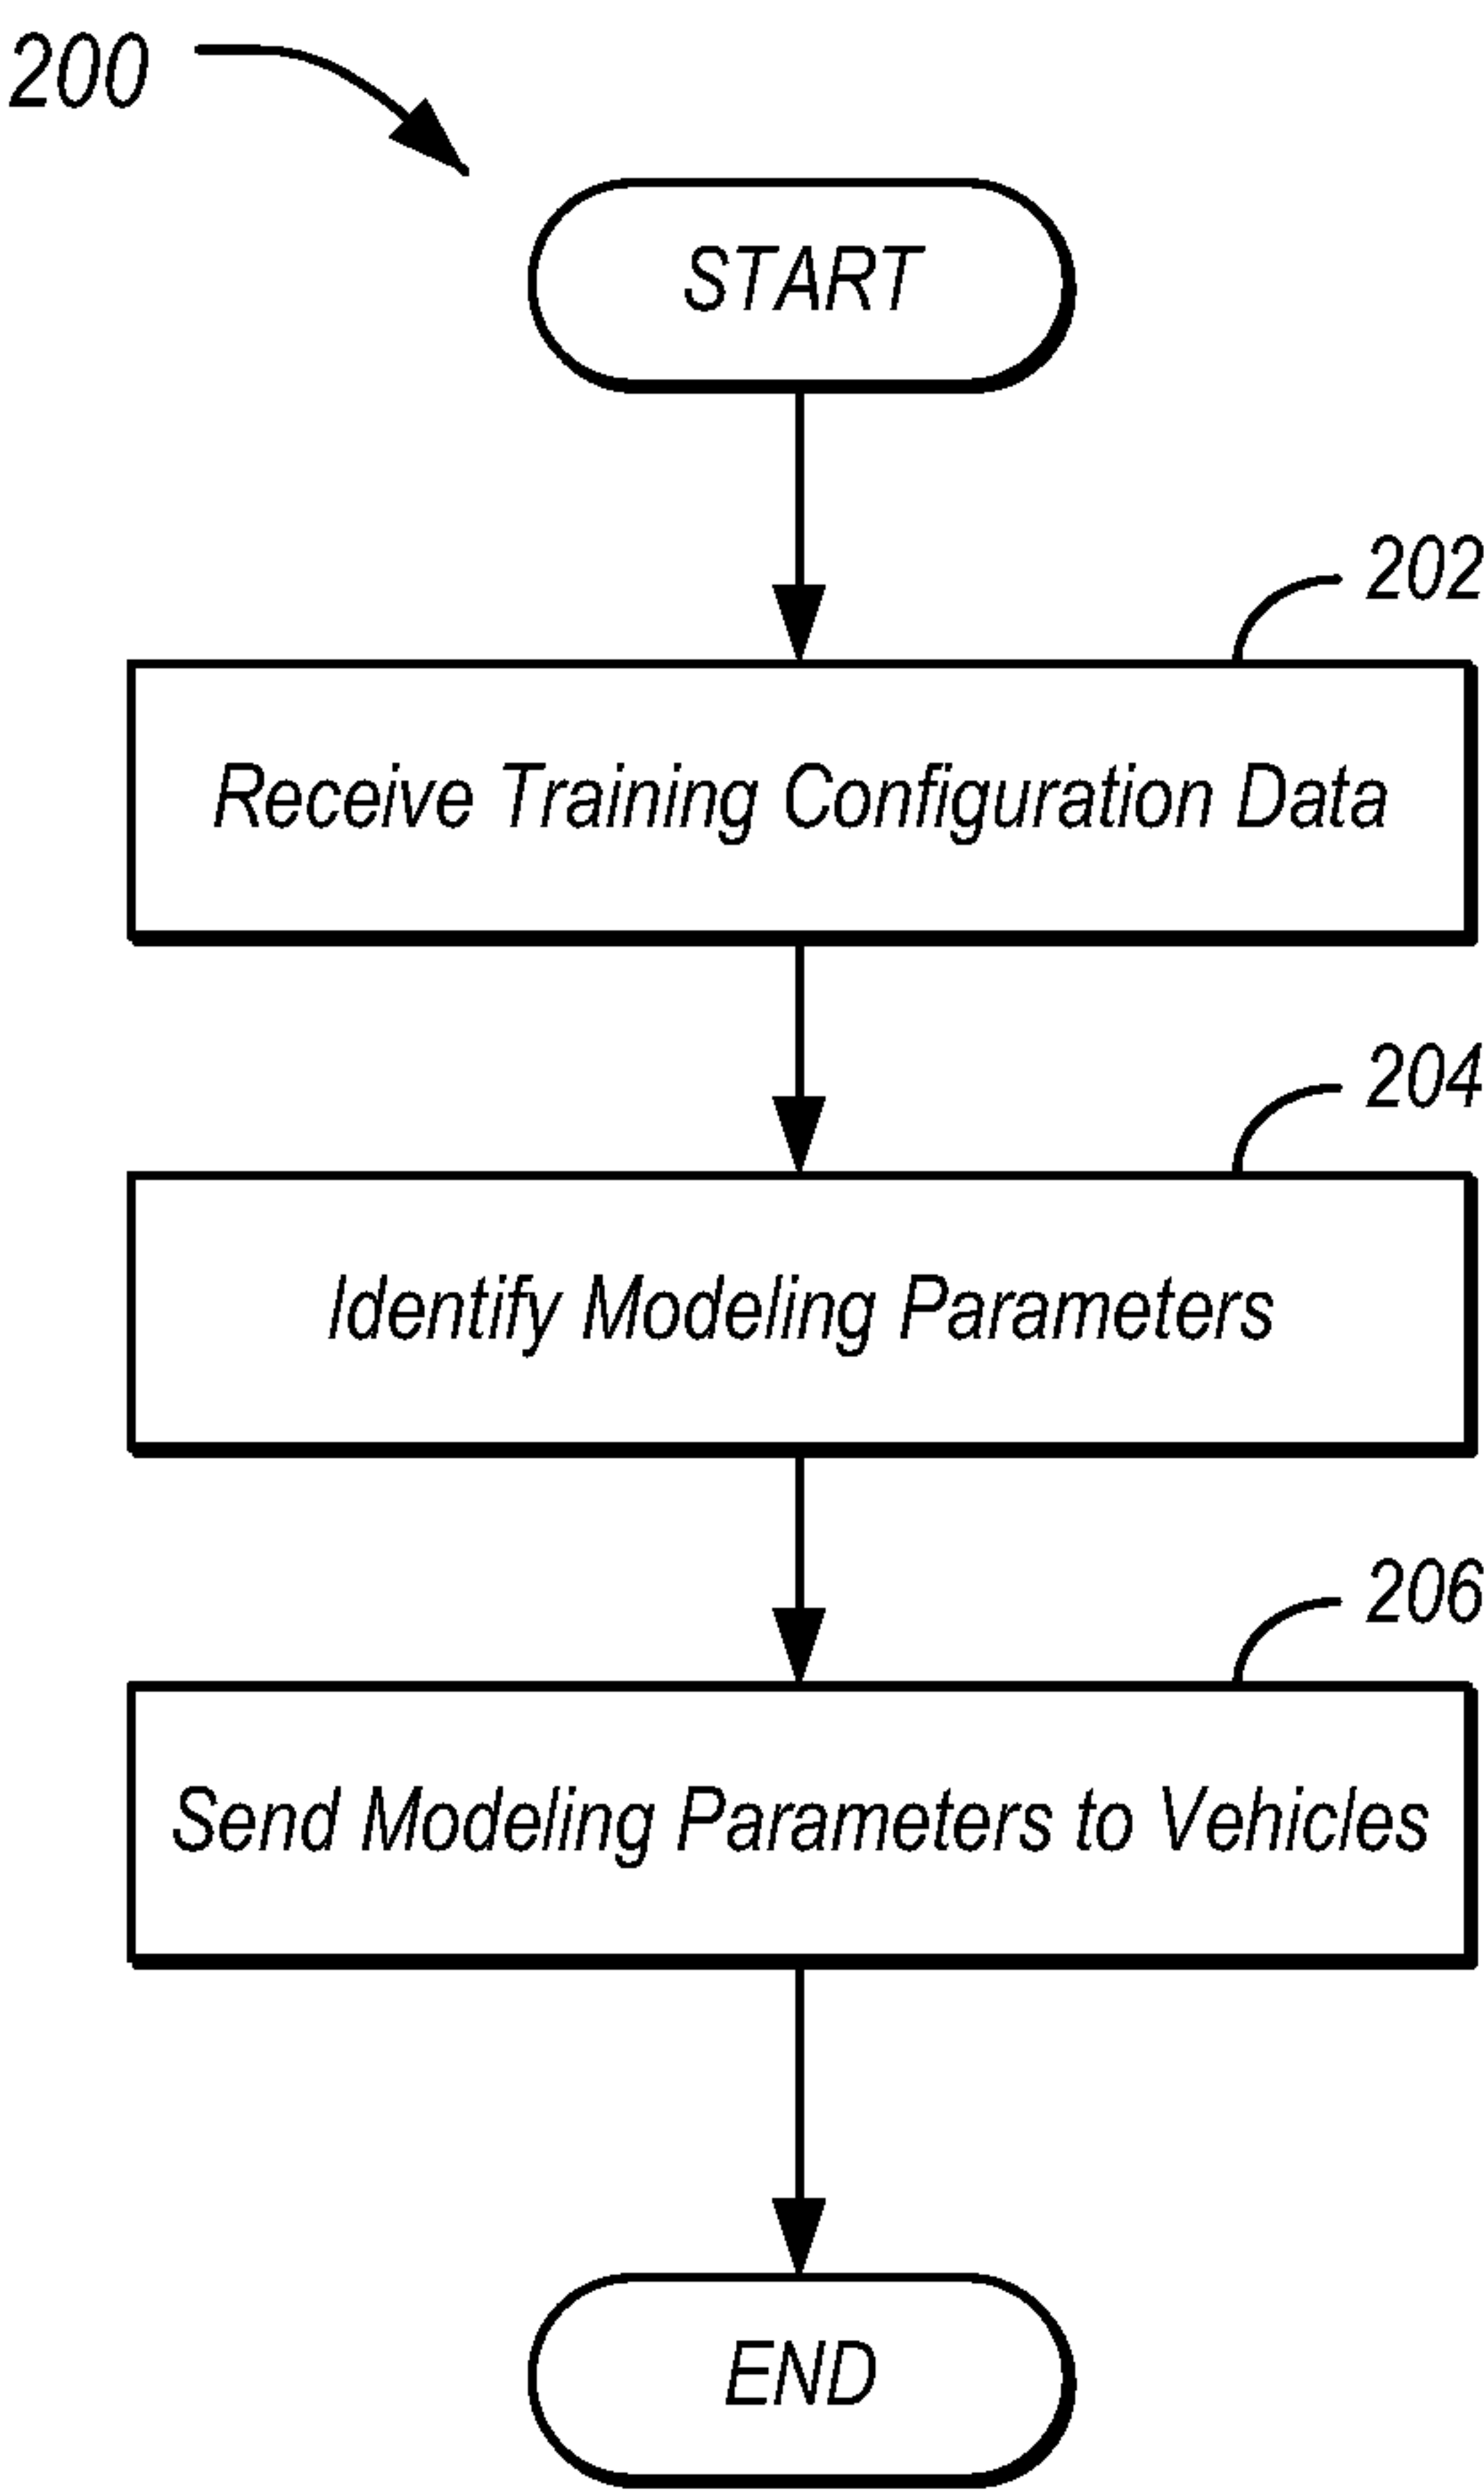 200
START
202
Receive Training Configuration Data
204
Identify Modeling Parameters
206
Send Modeling Parameters to Vehicles
END